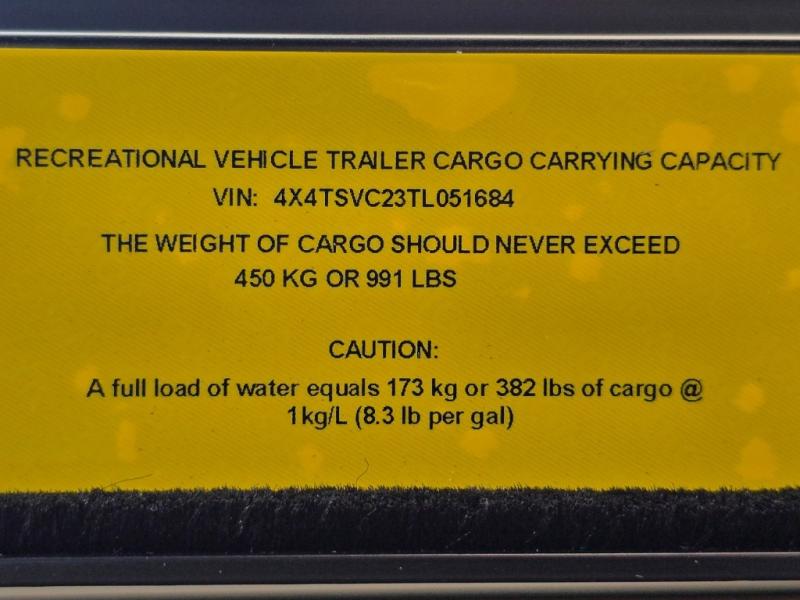 RECREATIONAL VEHICLE TRAILER CARGO CARRYING CAPACITY
VIN: 4X4TSVC23TL051684
THE WEIGHT OF CARGO SHOULD NEVER EXCEED
450 KG OR 991 LBS
CAUTION:
A full load of water equals 173 kg or 382 lbs of cargo @
1kg/L (8.3 lb per gal)